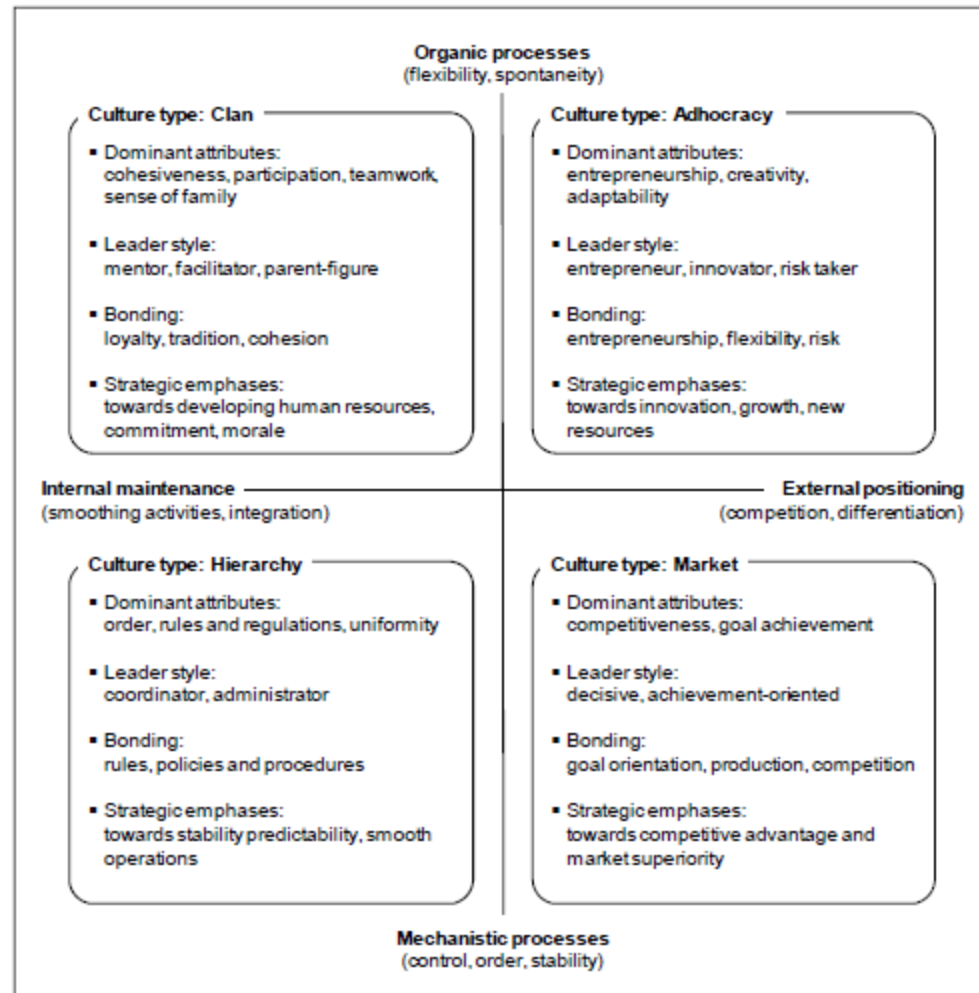 Organic processes
(flexibility, spontaneity)
Culture type: Clan
▪ Dominant attributes:
cohesiveness, participation, teamwork,
sense of family
▪ Leader style:
mentor, facilitator, parent-figure
▪ Bonding:
loyalty, tradition, cohesion
▪ Strategic emphases:
towards developing human resources,
commitment, morale
Culture type: Adhocracy
▪ Dominant attributes:
entrepreneurship, creativity,
adaptability
▪ Leader style:
entrepreneur, innovator, risk taker
▪ Bonding:
entrepreneurship, flexibility, risk
▪ Strategic emphases:
towards innovation, growth, new
resources
Internal maintenance
(smoothing activities, integration)
External positioning
(competition, differentiation)
Culture type: Hierarchy
▪ Dominant attributes:
order, rules and regulations, uniformity
▪ Leader style:
coordinator, administrator
▪ Bonding:
rules, policies and procedures
▪ Strategic emphases:
towards stability predictability, smooth
operations
Culture type: Market
▪ Dominant attributes:
competitiveness, goal achievement
▪ Leader style:
decisive, achievement-oriented
▪ Bonding:
goal orientation, production, competition
▪ Strategic emphases:
towards competitive advantage and
market superiority
Mechanistic processes
(control, order, stability)